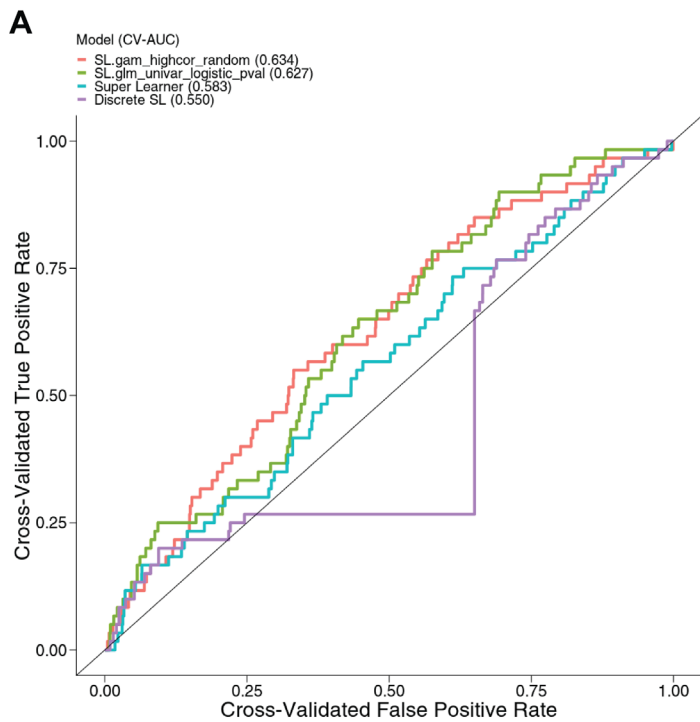 A
Model (CV-AUC)
SL.gam_highcor_random (0.634)
SL.glm_univar_logistic_pval (0.627)
Super Learner (0.583)
Discrete SL (0.550)
1.00
0.75
0.50
0.25
0.00
Cross-Validated True Positive Rate
0.00 0.25 0.50 0.75 1.00
Cross-Validated False Positive Rate